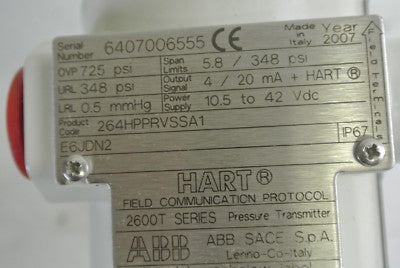 Serial Number 6407006555 CE Made in Italy Year 2007
OVP 725 psi Span Limits 5.8 / 348 psi
URL 348 psi Output Signal 4 / 20 mA + HART ®
LRL 0.5 mmHg Power Supply 10.5 to 42 Vdc
Product Code 264HPPRVSSA1
E6JDN2 IP67
Field Terminals
HART®
FIELD COMMUNICATION PROTOCOL
2600T SERIES Pressure Transmitter
ABB ABB SACE S.p.A.
Lenno-Co-Italy